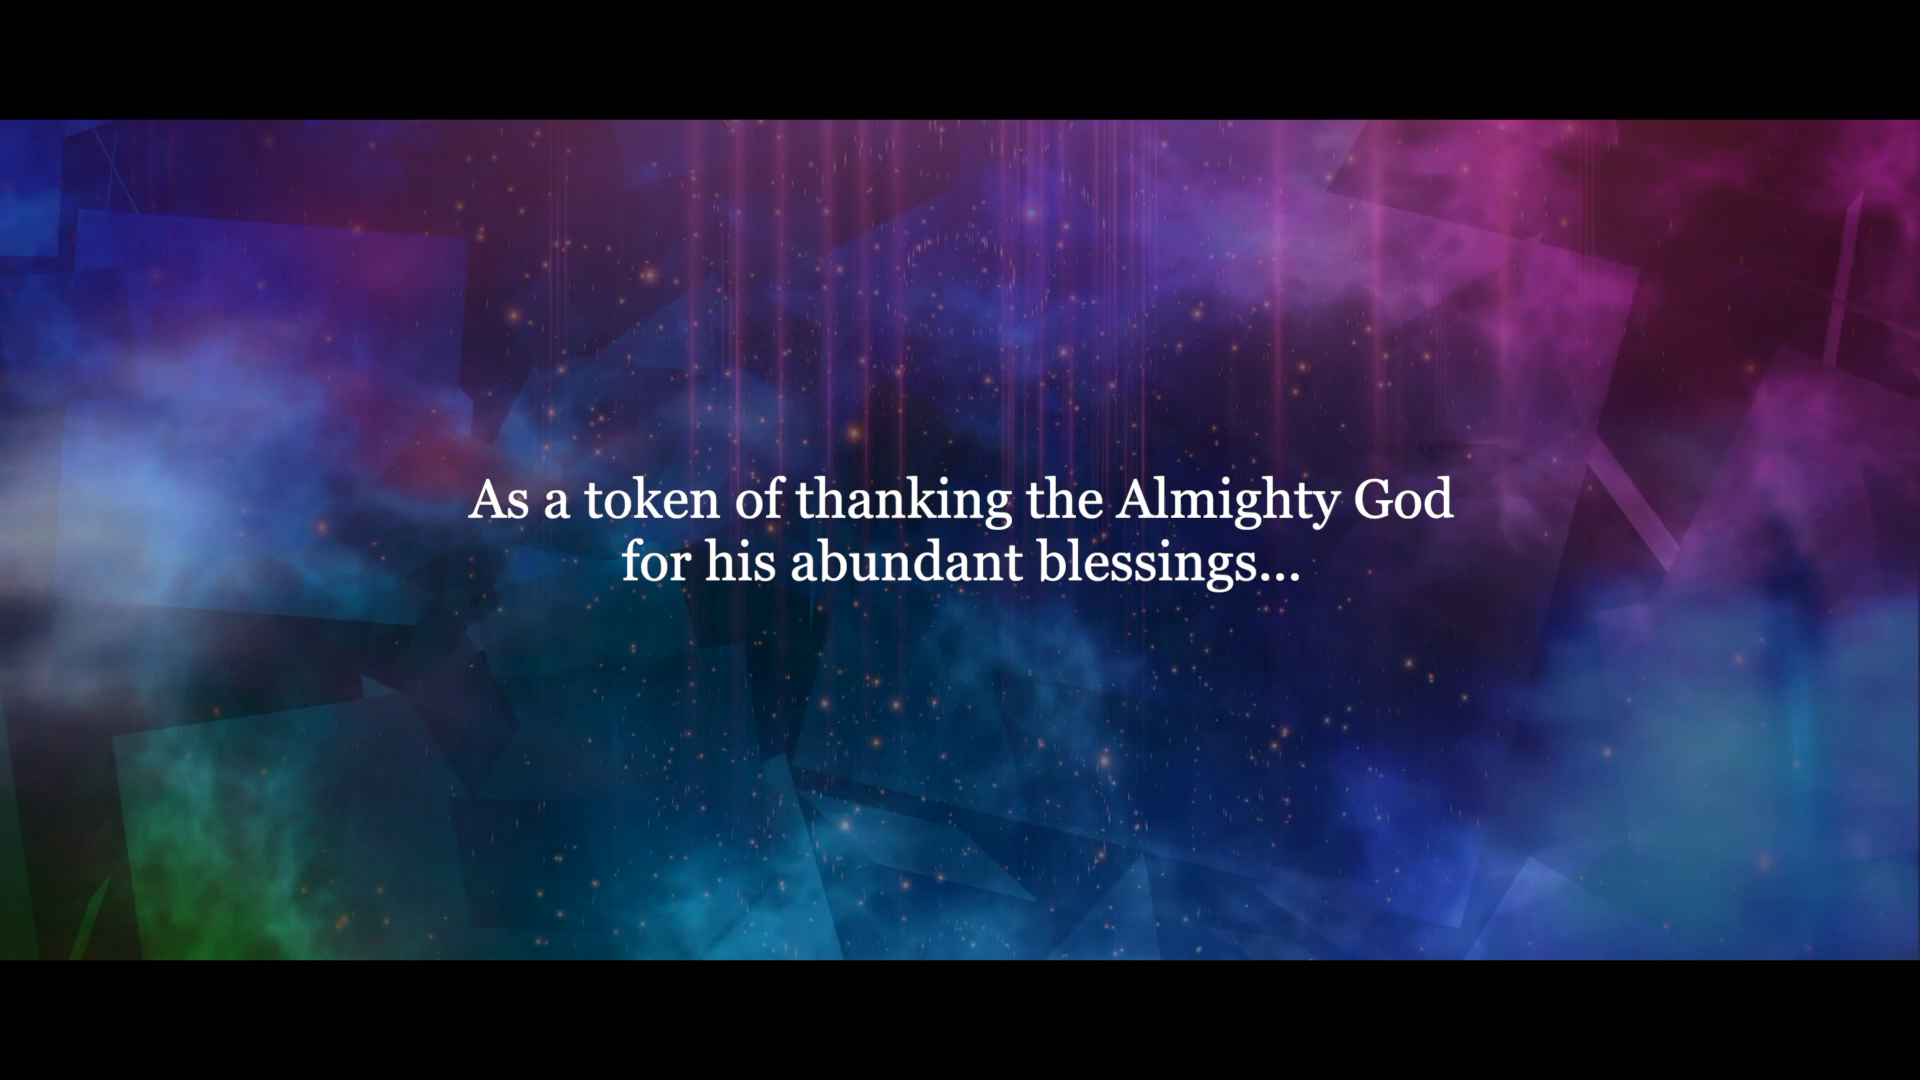 As a token of thanking the Almighty God
for his abundant blessings...